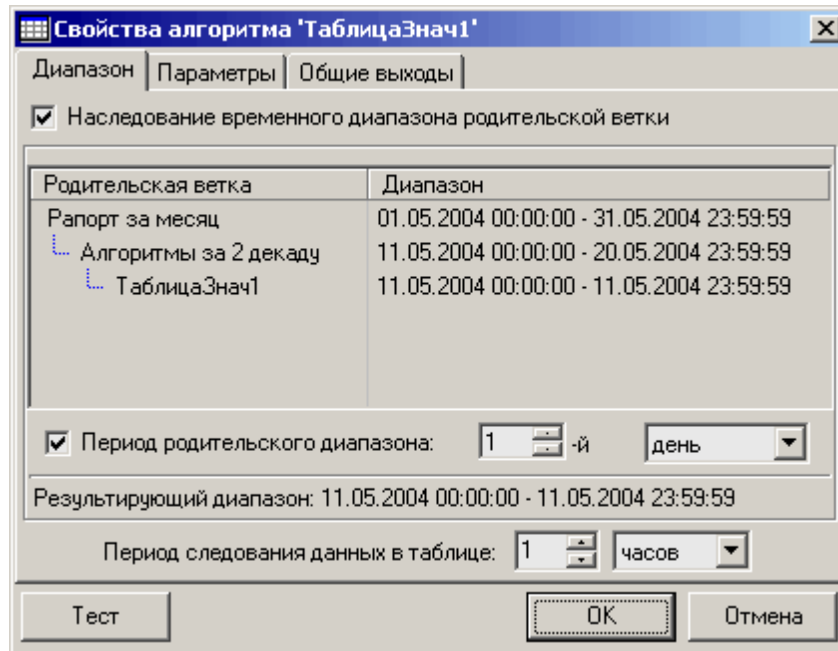 Свойства алгоритма 'ТаблицаЗнач1'
Диапазон Параметры Общие выходы
Наследование временного диапазона родительской ветки
Родительская ветка Диапазон
Рапорт за месяц 01.05.2004 00:00:00 - 31.05.2004 23:59:59
Алгоритмы за 2 декаду 11.05.2004 00:00:00 - 20.05.2004 23:59:59
ТаблицаЗнач1 11.05.2004 00:00:00 - 11.05.2004 23:59:59
Период родительского диапазона: 1 -й день
Результирующий диапазон: 11.05.2004 00:00:00 - 11.05.2004 23:59:59
Период следования данных в таблице: 1 часов
Тест ОК Отмена